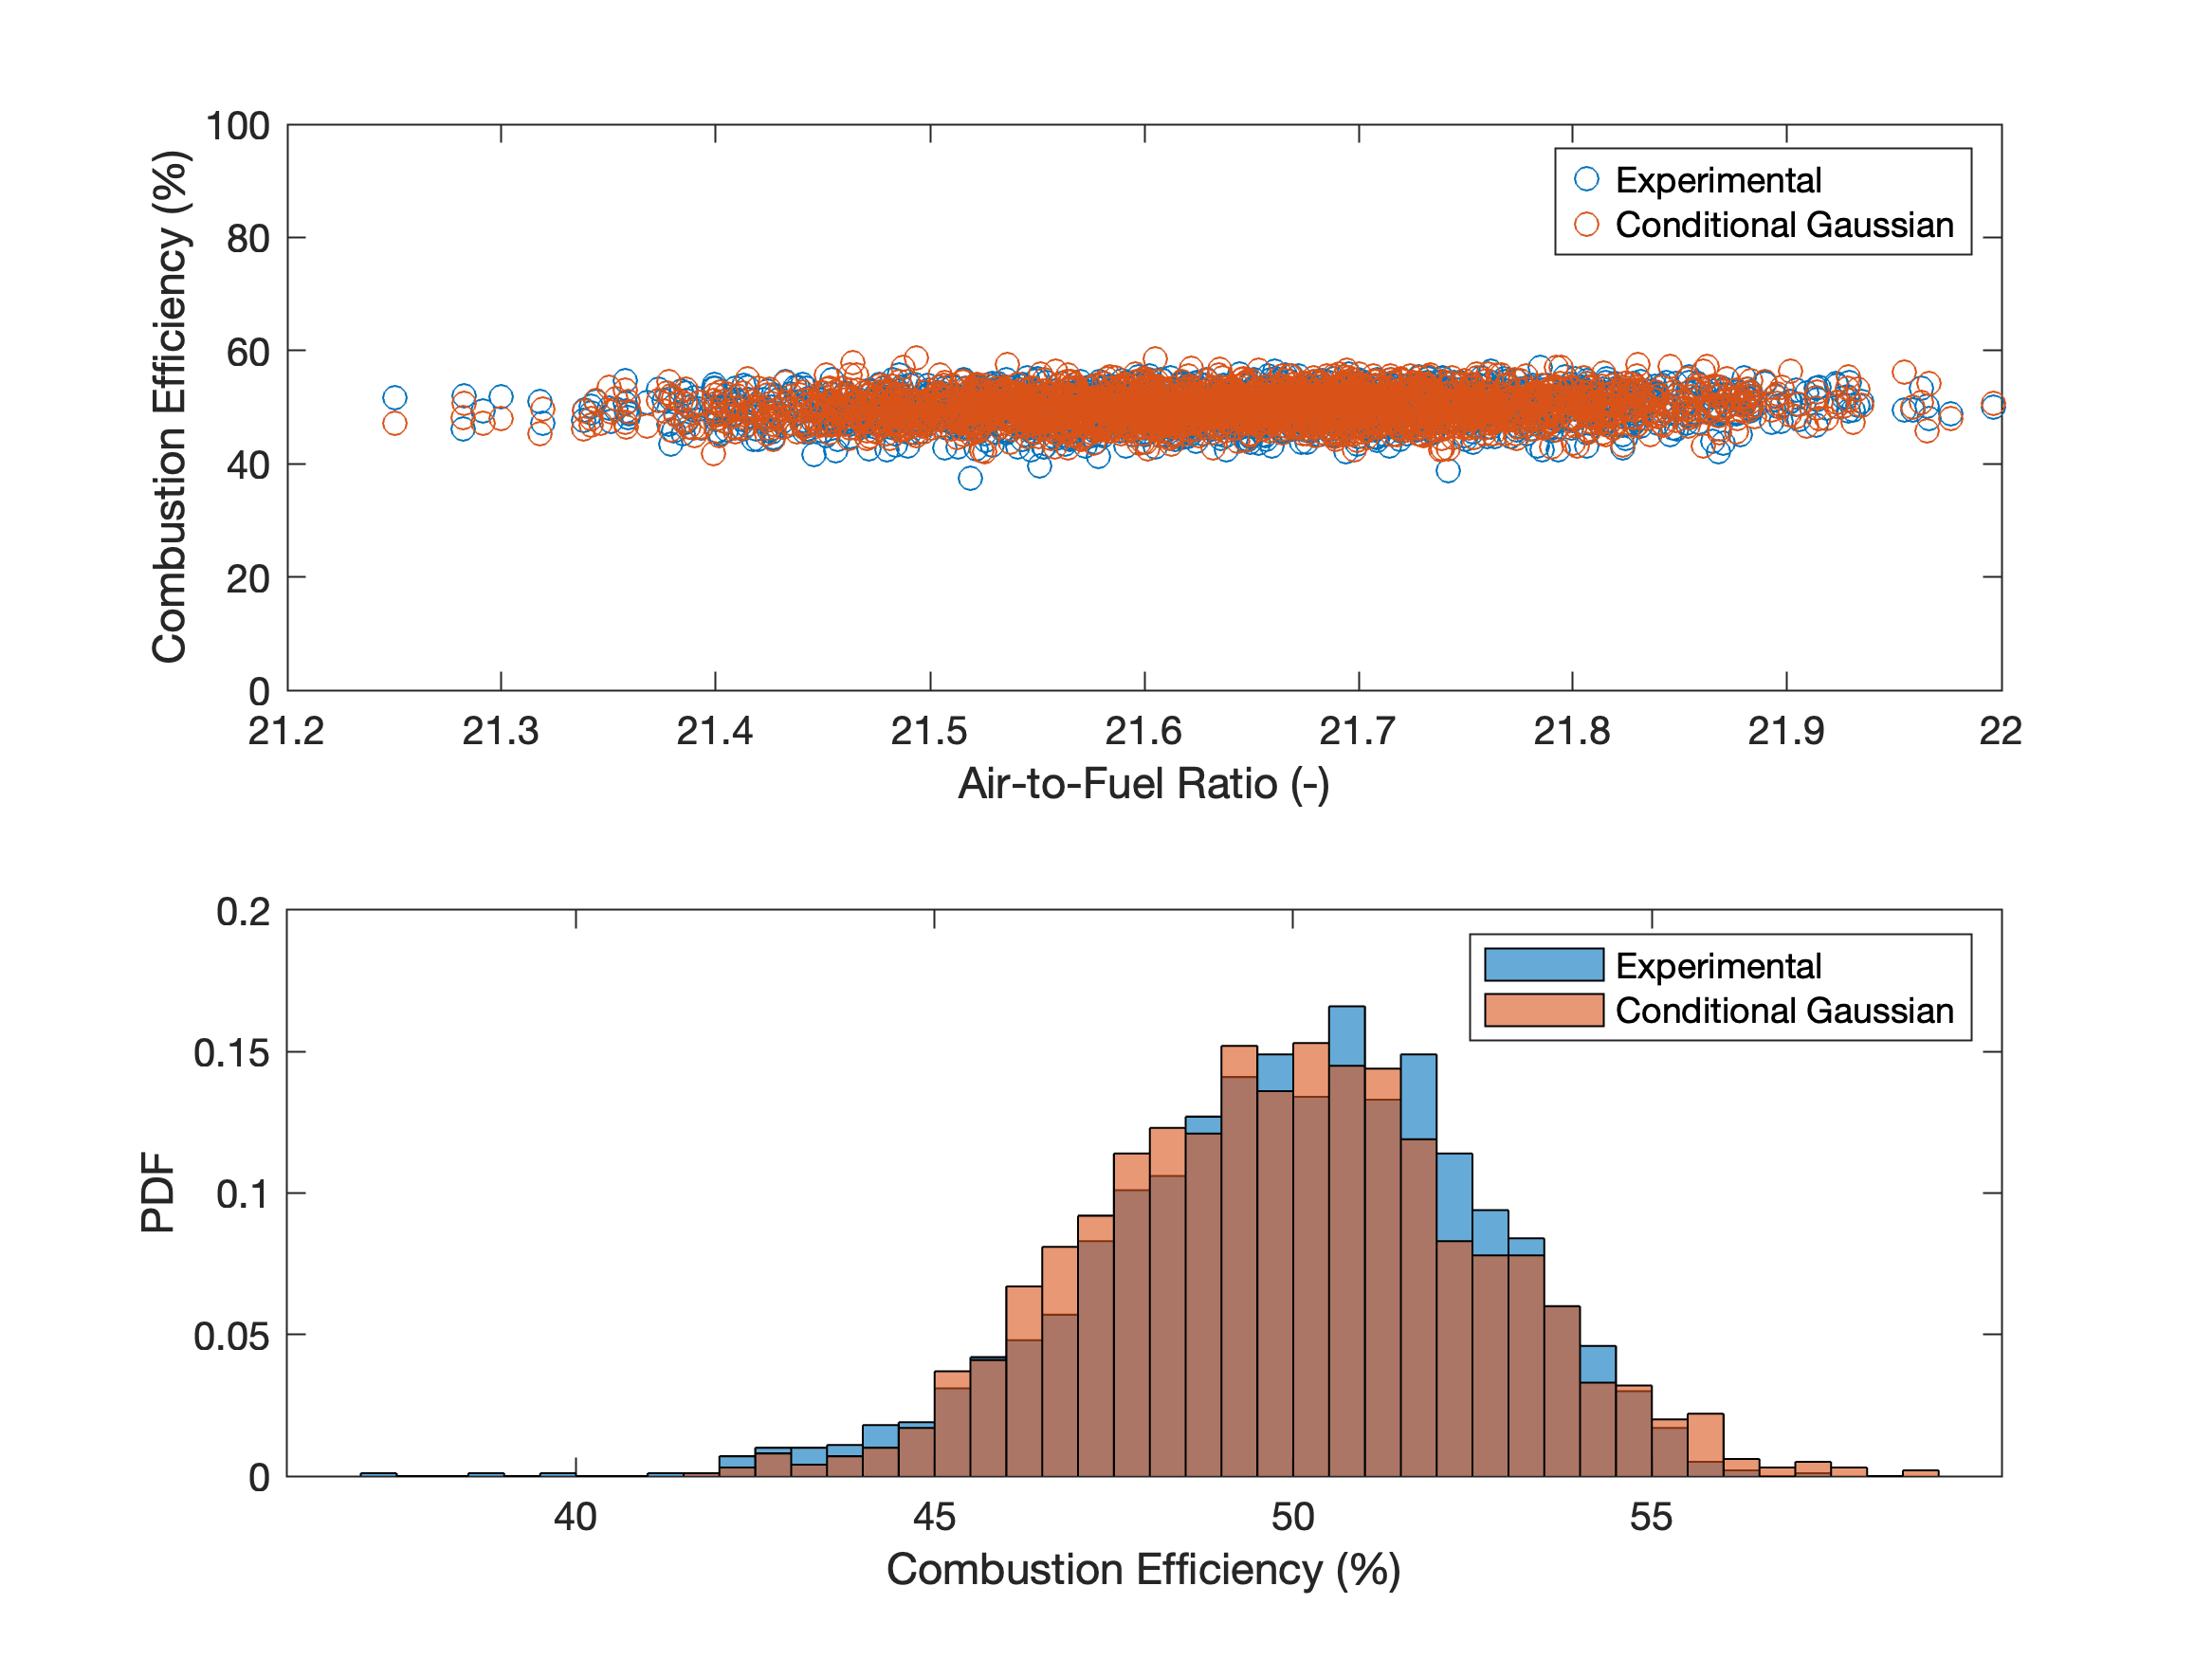 100
80
60
40
20
0
Combustion Efficiency (%)
Experimental
Conditional Gaussian
21.2 21.3 21.4 21.5 21.6 21.7 21.8 21.9 22
Air-to-Fuel Ratio (-)
0.2
0.15
0.1
0.05
0
PDF
Experimental
Conditional Gaussian
40 45 50 55
Combustion Efficiency (%)